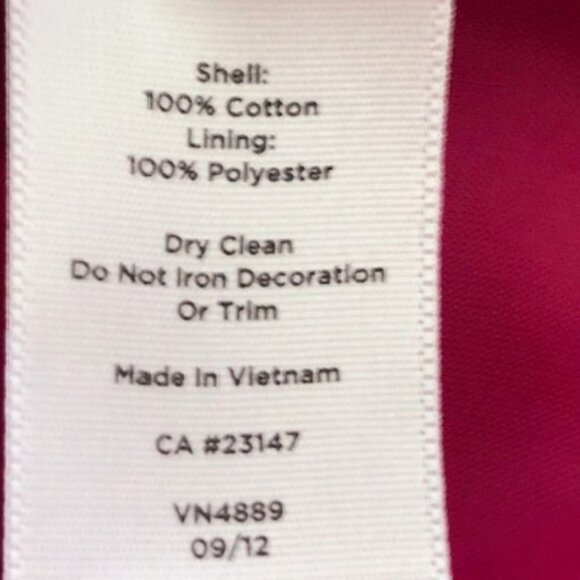 Shell:
100% Cotton
Lining:
100% Polyester
Dry Clean
Do Not Iron Decoration
Or Trim
Made In Vietnam
CA #23147
VN4889
09/12